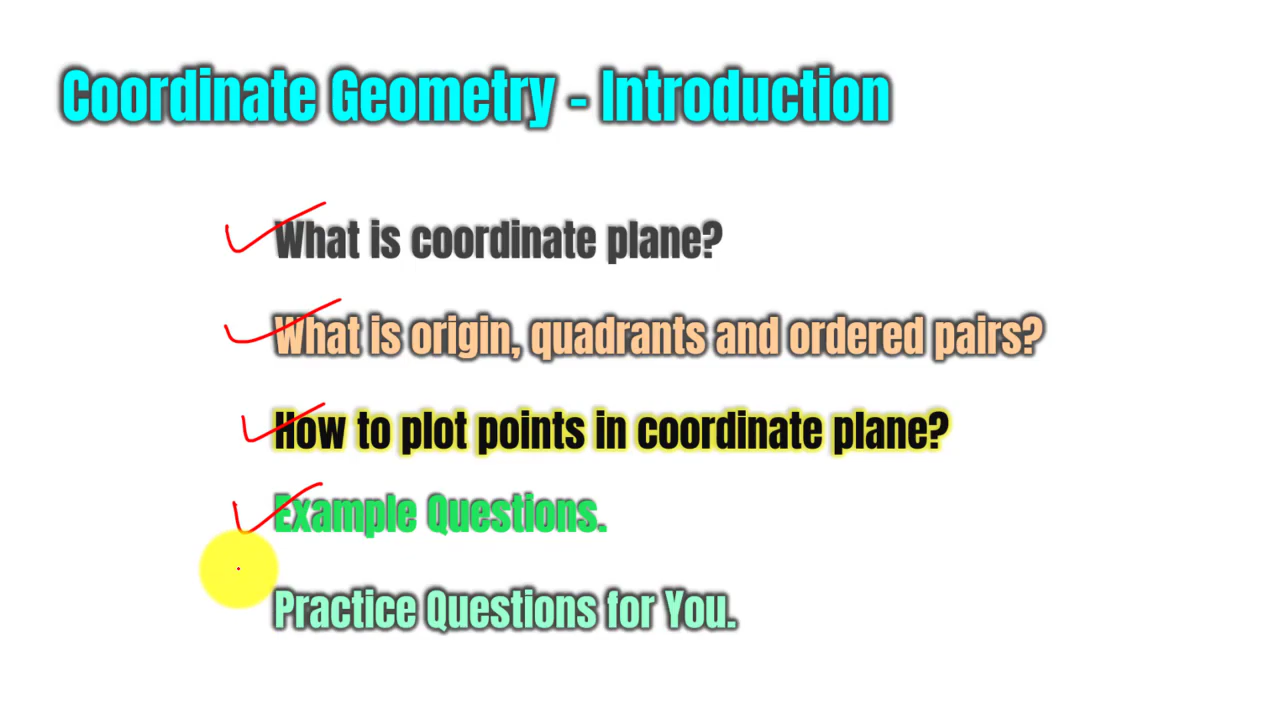 Coordinate Geometry - Introduction
What is coordinate plane?
What is origin, quadrants and ordered pairs?
How to plot points in coordinate plane?
Example Questions.
Practice Questions for You.